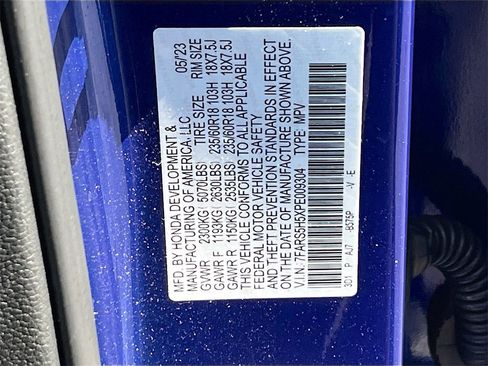 MFD. BY HONDA DEVELOPMENT & 05/23
MANUFACTURING OF AMERICA, LLC
TIRE SIZE RIM SIZE
GVWR 2300KG ( 5070LBS)
GAWR F 1193KG ( 2630LBS) 235/60R18 103H 18X7.5J
GAWR R 1150KG ( 2535LBS) 235/60R18 103H 18X7.5J
THIS VEHICLE CONFORMS TO ALL APPLICABLE
FEDERAL MOTOR VEHICLE SAFETY
AND THEFT PREVENTION STANDARDS IN EFFECT
ON THE DATE OF MANUFACTURE SHOWN ABOVE.
V.I.N. 7FARS5H5XPE009304 TYPE: MPV
3D1 P AJ7 -V -E